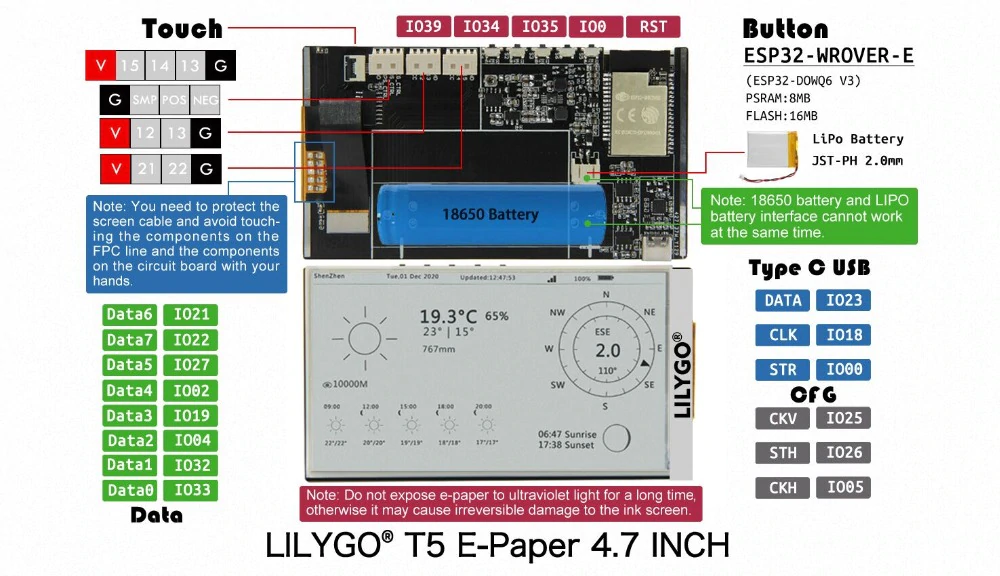 Touch
IO39 IO34 IO35 IO0 RST
Button
ESP32-WROVER-E
(ESP32-DOWQ6 V3)
PSRAM:8MB
FLASH:16MB
V 15 14 13 G
G SMP POS NEG
V 12 13 G
V 21 22 G
LiPo Battery
JST-PH 2.0mm
Note: You need to protect the
screen cable and avoid touch-
ing the components on the
FPC line and the components
on the circuit board with your
hands.
18650 Battery
Note: 18650 battery and LIPO
battery interface cannot work
at the same time.
ShenZhen Tue,01 Dec 2020 Updated:12:47:53 100%
19.3°C 65%
23° | 15°
767mm
10000M
N
NW NE
ESE
W 2.0 E
110°
SW SE
S
09:00 12:00 15:00 18:00 20:00
22°/22° 20°/20° 19°/19° 18°/18° 17°/17°
06:47 Sunrise
17:38 Sunset
LILYGO®
Data6 IO21
Data7 IO22
Data5 IO27
Data4 IO02
Data3 IO19
Data2 IO04
Data1 IO32
Data0 IO33
Data
Type C USB
DATA IO23
CLK IO18
STR IO00
CFG
CKV IO25
STH IO26
CKH IO05
Note: Do not expose e-paper to ultraviolet light for a long time,
otherwise it may cause irreversible damage to the ink screen.
LILYGO® T5 E-Paper 4.7 INCH